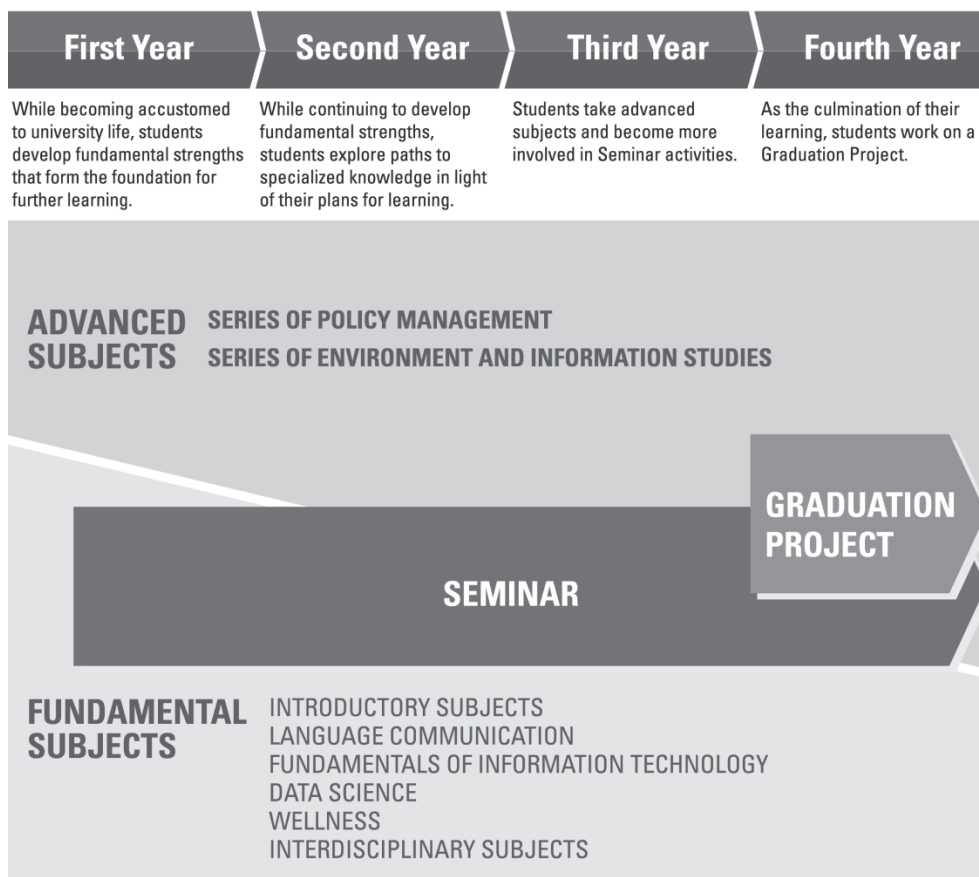 First Year
Second Year
Third Year
Fourth Year
While becoming accustomed
to university life, students
develop fundamental strengths
that form the foundation for
further learning.
While continuing to develop
fundamental strengths,
students explore paths to
specialized knowledge in light
of their plans for learning.
Students take advanced
subjects and become more
involved in Seminar activities.
As the culmination of their
learning, students work on a
Graduation Project.
ADVANCED
SUBJECTS
SERIES OF POLICY MANAGEMENT
SERIES OF ENVIRONMENT AND INFORMATION STUDIES
GRADUATION
PROJECT
SEMINAR
FUNDAMENTAL
SUBJECTS
INTRODUCTORY SUBJECTS
LANGUAGE COMMUNICATION
FUNDAMENTALS OF INFORMATION TECHNOLOGY
DATA SCIENCE
WELLNESS
INTERDISCIPLINARY SUBJECTS